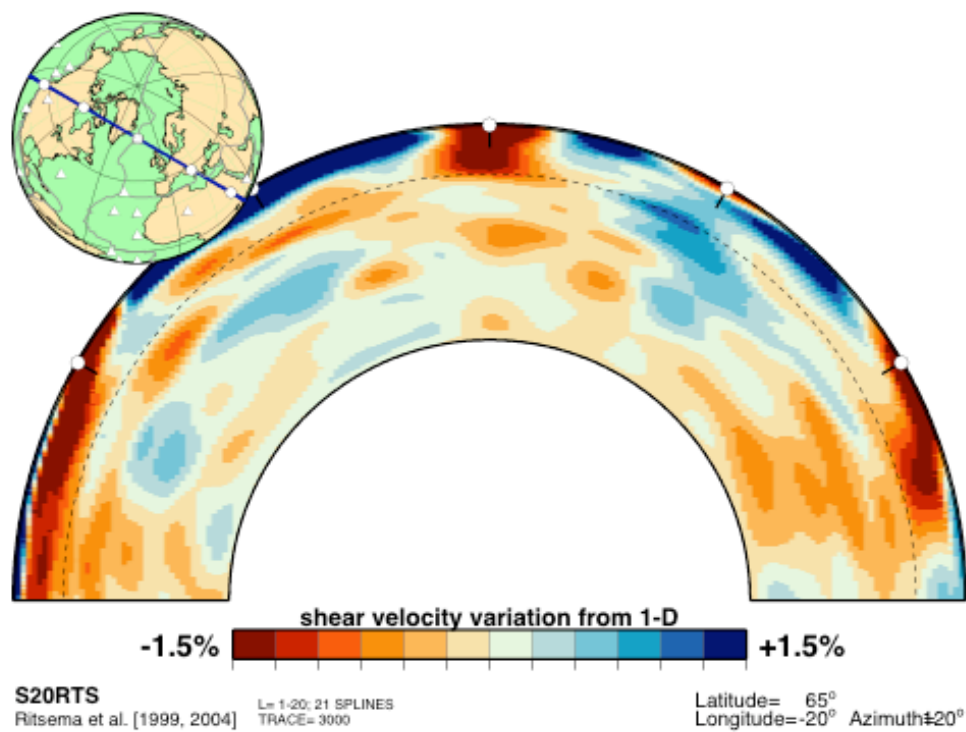 shear velocity variation from 1-D
-1.5% +1.5%
S20RTS
Ritsema et al. [1999, 2004]
L= 1-20; 21 SPLINES
TRACE= 3000
Latitude= 65°
Longitude=-20° Azimuth= 120°